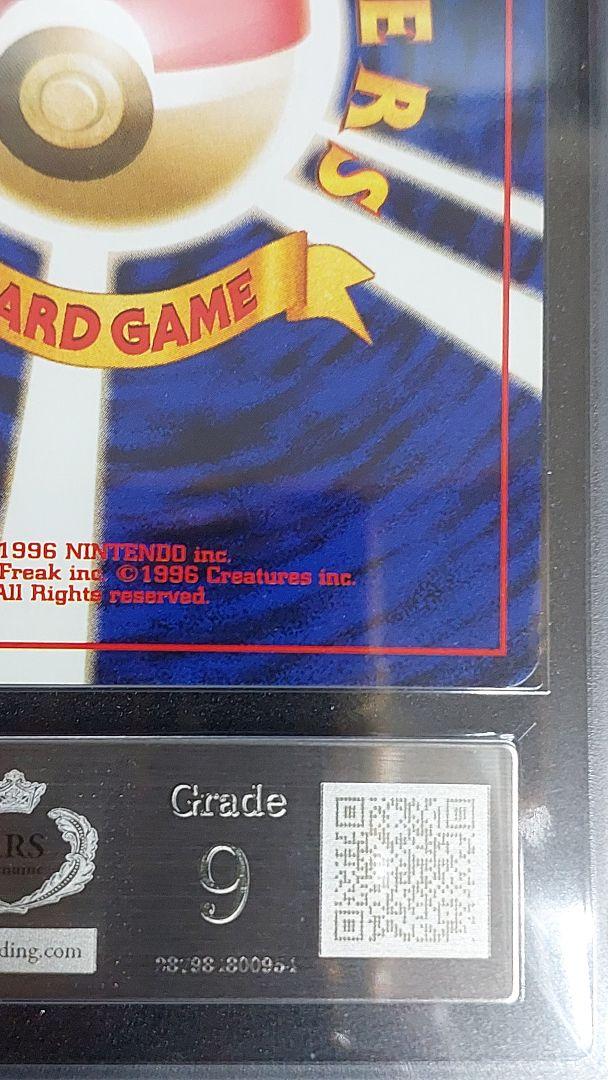 ERS
ARD GAME
1996 NINTENDO inc.
Freak inc. ©1996 Creatures inc.
All Rights reserved.
Grade
9
RS
ding.com